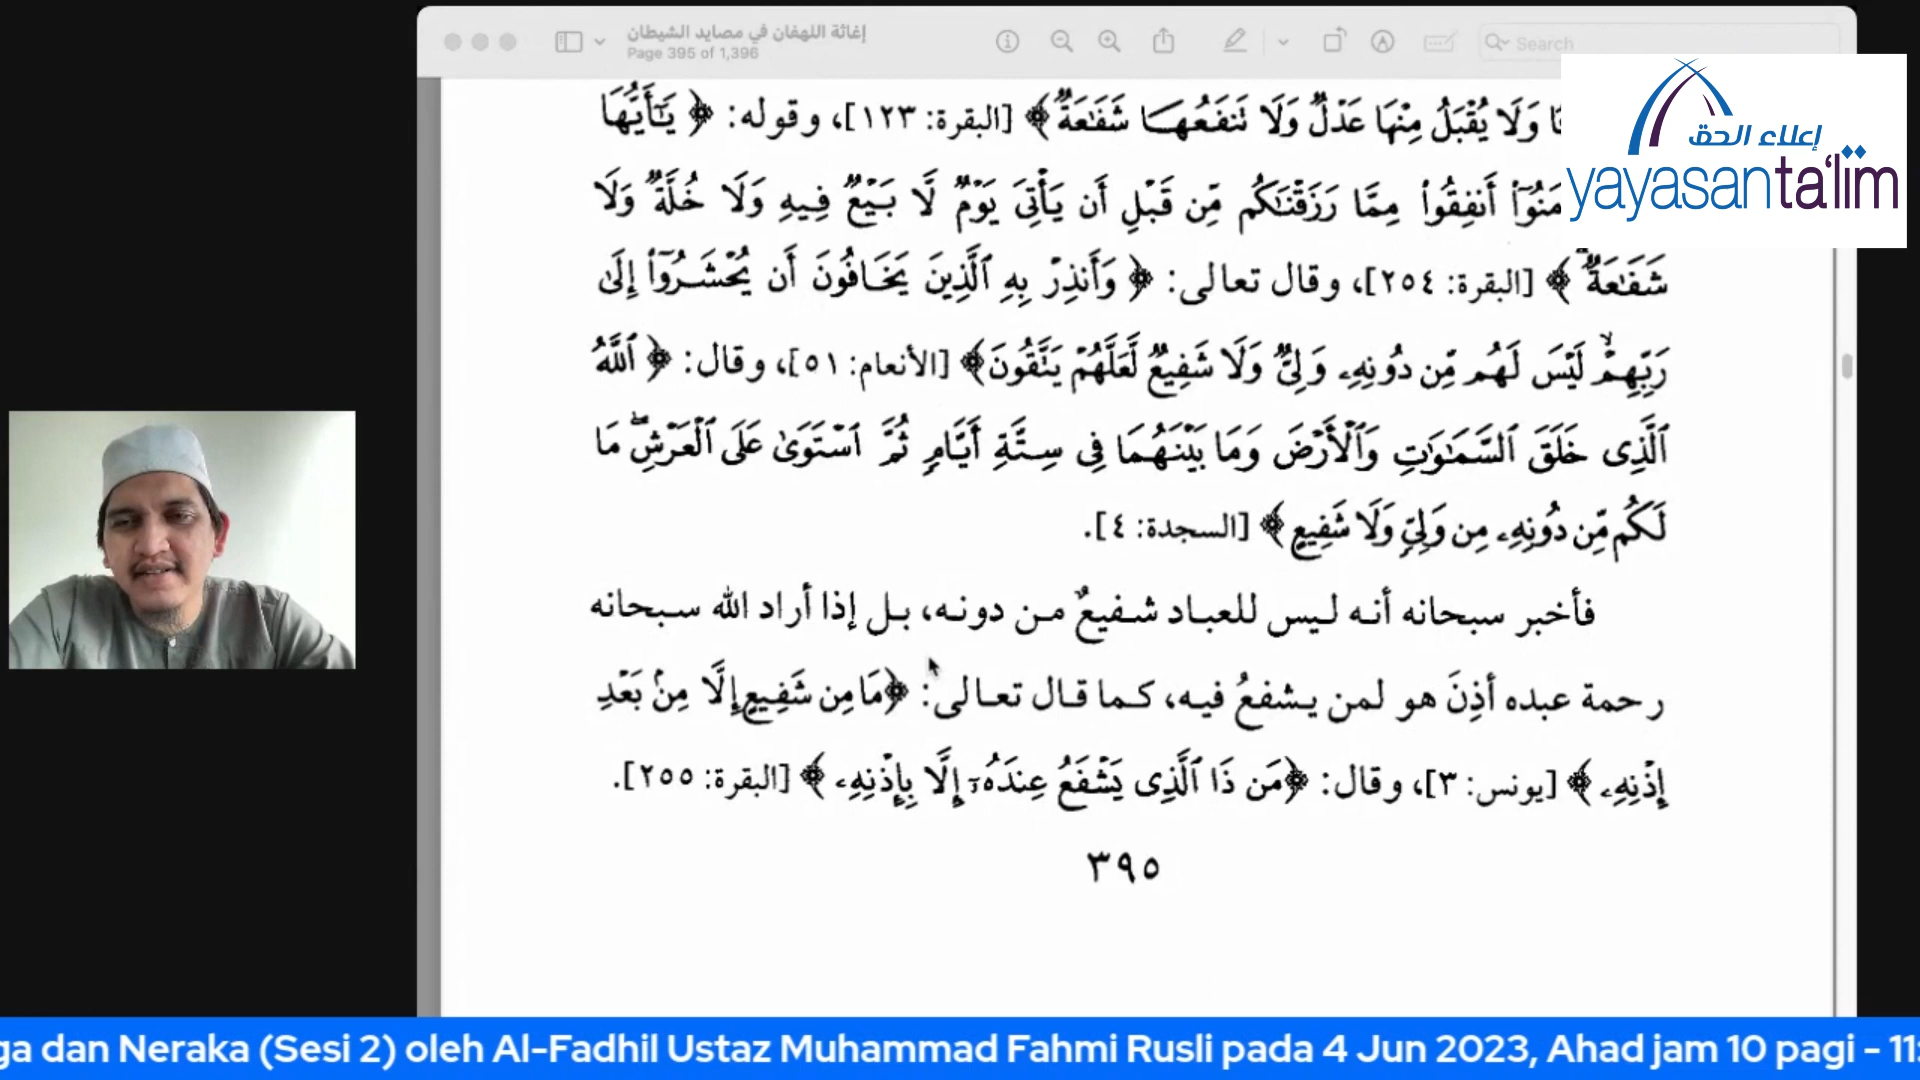 إغاثة اللهفان في مصايد الشيطان
Page 395 of 1,396
Search
إعلاء الحق
yayasanta'lim
وَلَا يُقْبَلُ مِنْهَا عَدْلٌ وَلَا تَنفَعُهَا شَفَٰعَةٌ﴾ [البقرة: ١٢٣]، وقوله: ﴿يَٰٓأَيُّهَا
أَنفِقُوا۟ مِمَّا رَزَقْنَٰكُم مِّن قَبْلِ أَن يَأْتِىَ يَوْمٌ لَّا بَيْعٌ فِيهِ وَلَا خُلَّةٌ وَلَا
شَفَٰعَةٌ﴾ [البقرة: ٢٥٤]، وقال تعالى: ﴿وَأَنذِرْ بِهِ ٱلَّذِينَ يَخَافُونَ أَن يُحْشَرُوٓا۟ إِلَىٰ
رَبِّهِمْ لَيْسَ لَهُم مِّن دُونِهِۦ وَلِىٌّ وَلَا شَفِيعٌ لَّعَلَّهُمْ يَتَّقُونَ﴾ [الأنعام: ٥١]، وقال: ﴿ٱللَّهُ
ٱلَّذِى خَلَقَ ٱلسَّمَٰوَٰتِ وَٱلْأَرْضَ وَمَا بَيْنَهُمَا فِى سِتَّةِ أَيَّامٍ ثُمَّ ٱسْتَوَىٰ عَلَى ٱلْعَرْشِ ۖ مَا
لَكُم مِّن دُونِهِۦ مِن وَلِىٍّ وَلَا شَفِيعٍ﴾ [السجدة: ٤].
فأخبر سبحانه أنه ليس للعباد شفيعٌ من دونه، بل إذا أراد الله سبحانه
رحمة عبده أذِنَ هو لمن يشفعُ فيه، كما قال تعالى: ﴿مَا مِن شَفِيعٍ إِلَّا مِنۢ بَعْدِ
إِذْنِهِۦ﴾ [يونس: ٣]، وقال: ﴿مَن ذَا ٱلَّذِى يَشْفَعُ عِندَهُۥٓ إِلَّا بِإِذْنِهِۦ﴾ [البقرة: ٢٥٥].
٣٩٥
ga dan Neraka (Sesi 2) oleh Al-Fadhil Ustaz Muhammad Fahmi Rusli pada 4 Jun 2023, Ahad jam 10 pagi - 11: